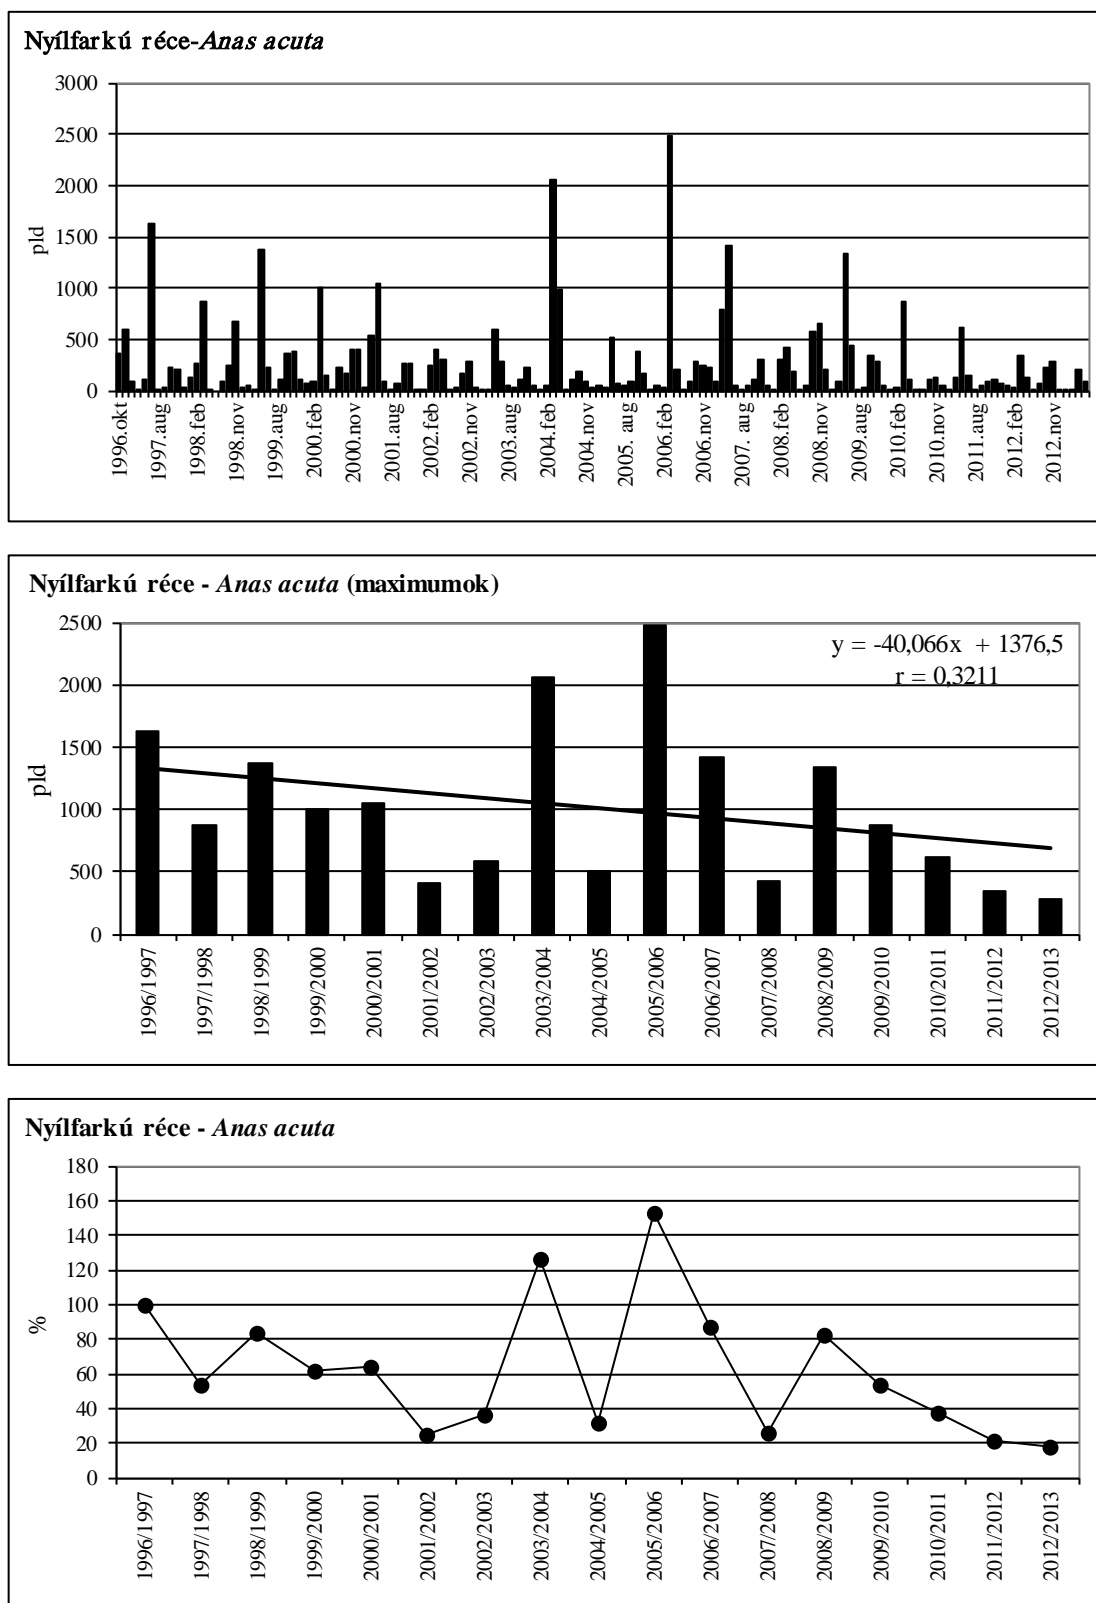 Nyílfarkú réce-Anas acuta
3000
2500
2000
1500
1000
500
0
pld
1996.okt
1997.aug
1998.feb
1998.nov
1999.aug
2000.feb
2000.nov
2001.aug
2002.feb
2002.nov
2003.aug
2004.feb
2004.nov
2005. aug
2006.feb
2006.nov
2007. aug
2008.feb
2008.nov
2009.aug
2010.feb
2010.nov
2011.aug
2012.feb
2012.nov
Nyílfarkú réce - Anas acuta (maximumok)
y = -40,066x + 1376,5
r = 0,3211
2500
2000
1500
1000
500
0
pld
1996/1997
1997/1998
1998/1999
1999/2000
2000/2001
2001/2002
2002/2003
2003/2004
2004/2005
2005/2006
2006/2007
2007/2008
2008/2009
2009/2010
2010/2011
2011/2012
2012/2013
Nyílfarkú réce - Anas acuta
180
160
140
120
100
80
60
40
20
0
%
1996/1997
1997/1998
1998/1999
1999/2000
2000/2001
2001/2002
2002/2003
2003/2004
2004/2005
2005/2006
2006/2007
2007/2008
2008/2009
2009/2010
2010/2011
2011/2012
2012/2013